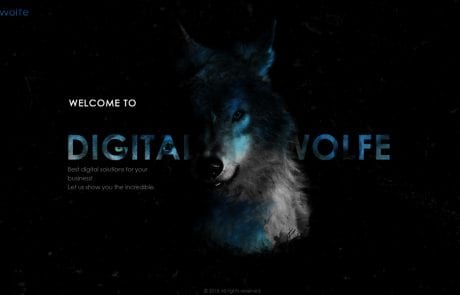 wolfe
WELCOME TO
DIGITAL WOLFE
Best digital solutions for your
business!
Let us show you the incredible.
© 2018 All rights reserved